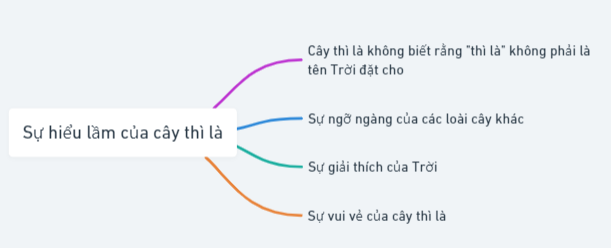 Cây thì là không biết rằng "thì là" không phải là
tên Trời đặt cho
Sự hiểu lầm của cây thì là
Sự ngỡ ngàng của các loài cây khác
Sự giải thích của Trời
Sự vui vẻ của cây thì là